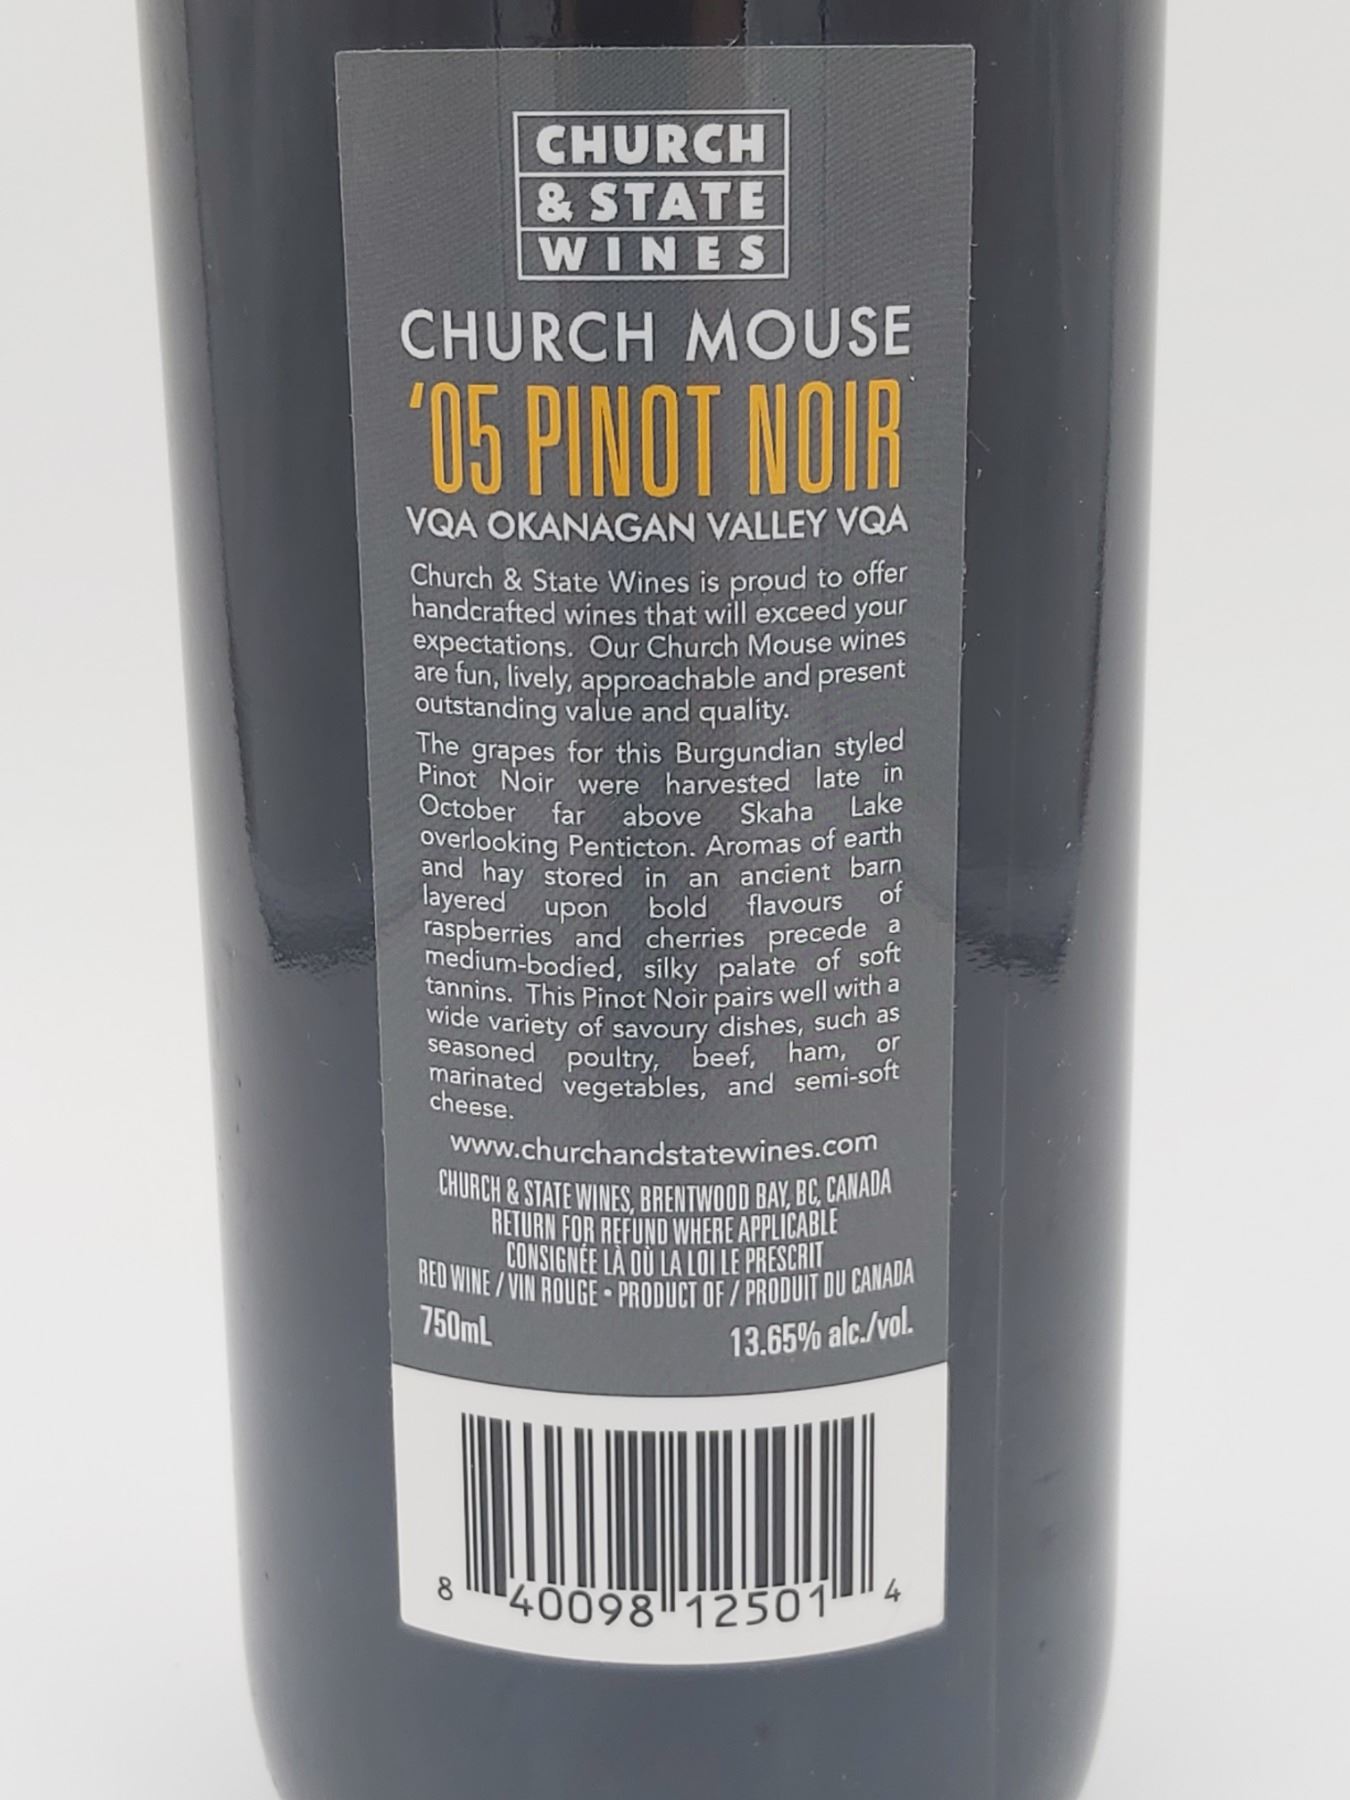 CHURCH
& STATE
WINES
CHURCH MOUSE
'05 PINOT NOIR
VQA OKANAGAN VALLEY VQA
Church & State Wines is proud to offer
handcrafted wines that will exceed your
expectations. Our Church Mouse wines
are fun, lively, approachable and present
outstanding value and quality.
The grapes for this Burgundian styled
Pinot Noir were harvested late in
October far above Skaha Lake
overlooking Penticton. Aromas of earth
and hay stored in an ancient barn
layered upon bold flavours of
raspberries and cherries precede a
medium-bodied, silky palate of soft
tannins. This Pinot Noir pairs well with a
wide variety of savoury dishes, such as
seasoned poultry, beef, ham, or
marinated vegetables, and semi-soft
cheese.
www.churchandstatewines.com
CHURCH & STATE WINES, BRENTWOOD BAY, BC, CANADA
RETURN FOR REFUND WHERE APPLICABLE
CONSIGNÉE LÀ OÙ LA LOI LE PRESCRIT
RED WINE / VIN ROUGE • PRODUCT OF / PRODUIT DU CANADA
750mL 13.65% alc./vol.
8 40098 12501 4